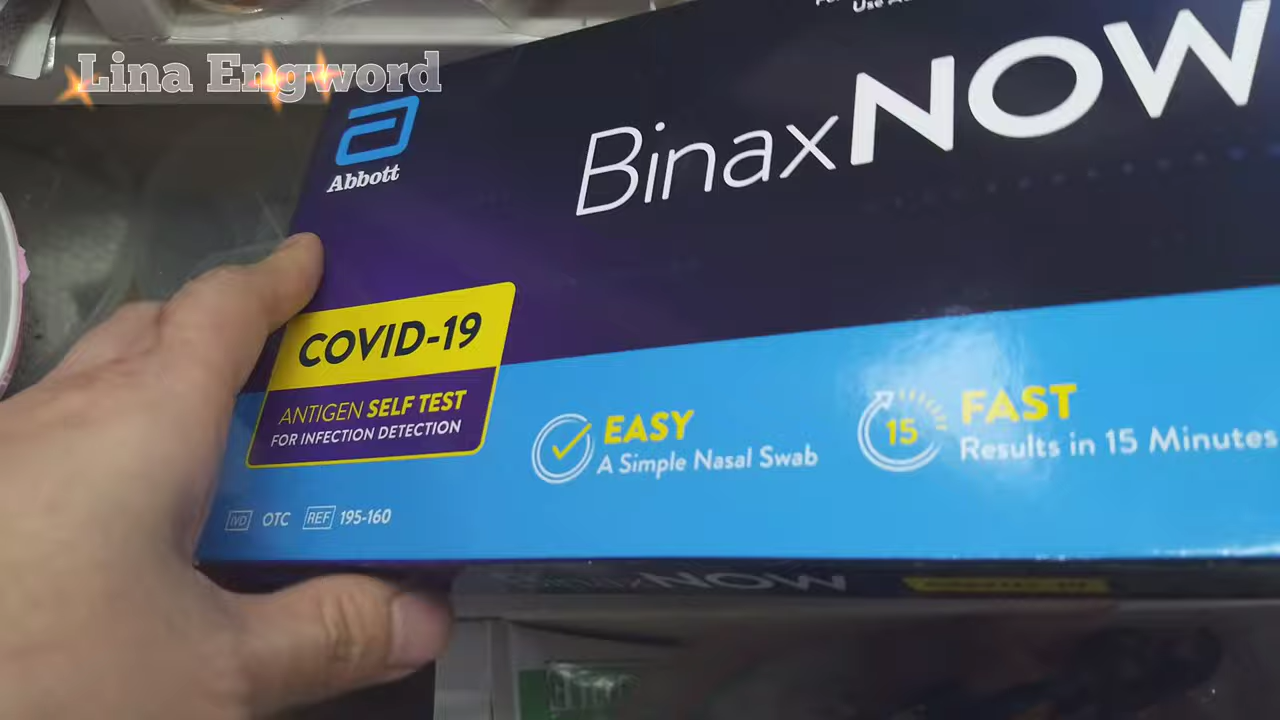 Lina Engword
Abbott
BinaxNOW
COVID-19
ANTIGEN SELF TEST
FOR INFECTION DETECTION
EASY
A Simple Nasal Swab
15
FAST
Results in 15 Minutes
IVD OTC REF 195-160
BinaxNOW